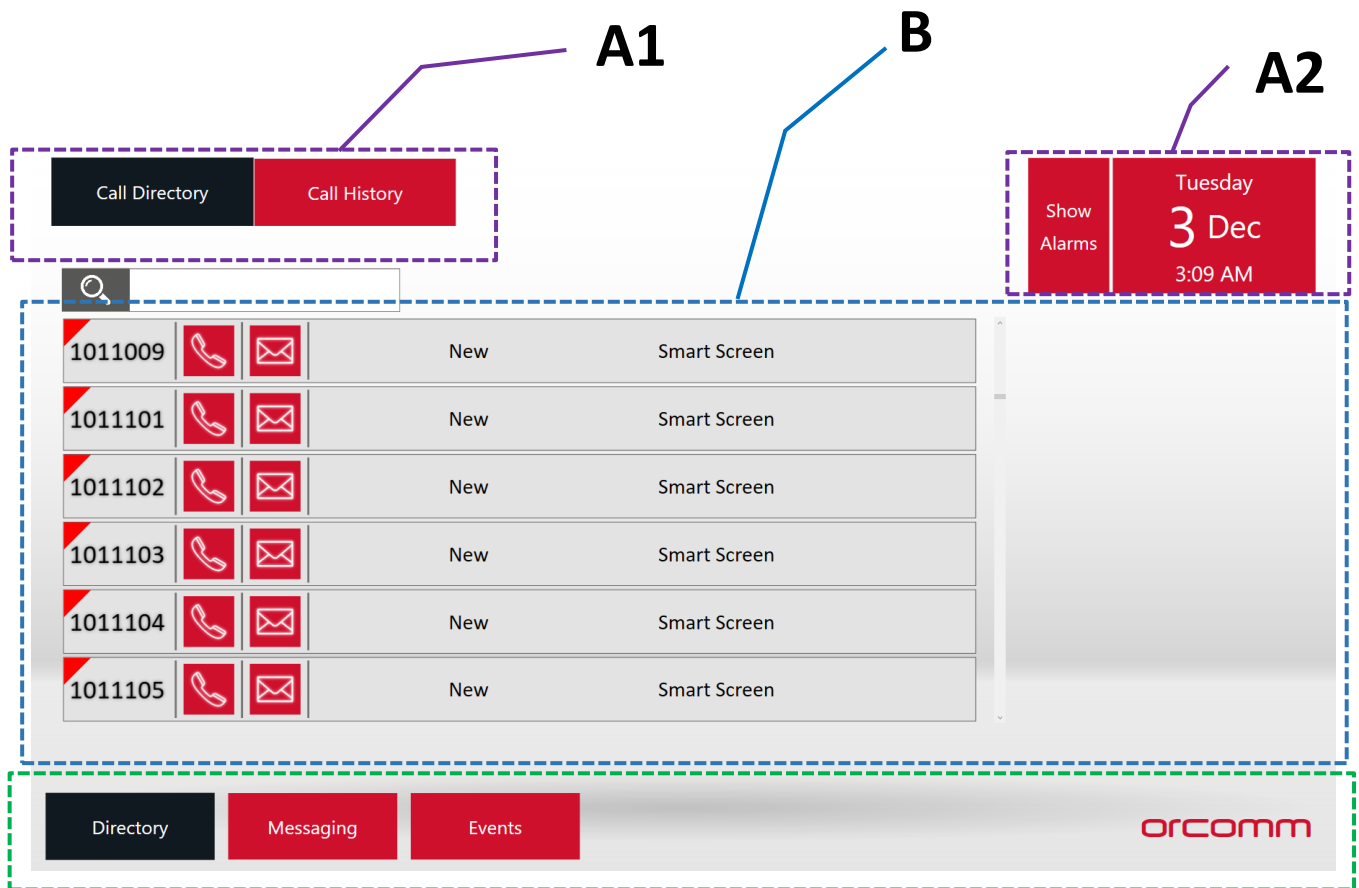 A1
B
A2
Call Directory
Call History
Show
Alarms
Tuesday
3 Dec
3:09 AM
1011009 New Smart Screen
1011101 New Smart Screen
1011102 New Smart Screen
1011103 New Smart Screen
1011104 New Smart Screen
1011105 New Smart Screen
Directory
Messaging
Events
orcomm